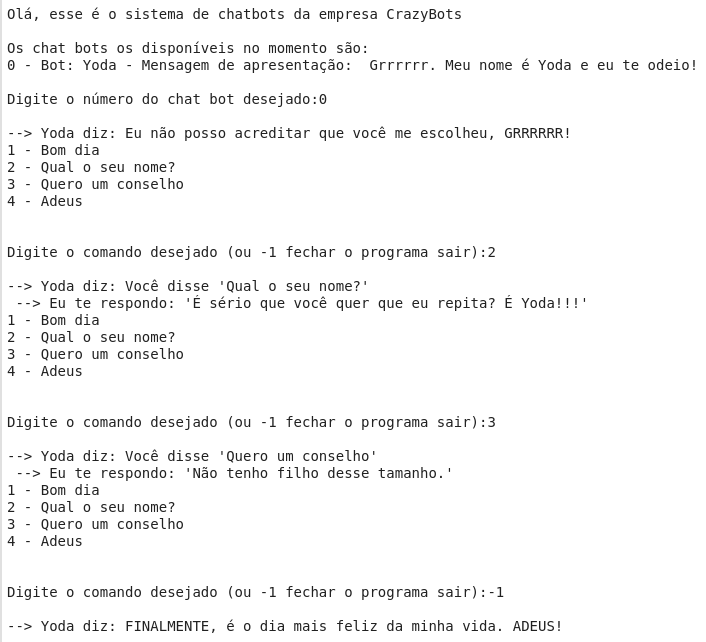 Olá, esse é o sistema de chatbots da empresa CrazyBots
Os chat bots os disponíveis no momento são:
0 - Bot: Yoda - Mensagem de apresentação:  Grrrrrr. Meu nome é Yoda e eu te odeio!
Digite o número do chat bot desejado:0
--> Yoda diz: Eu não posso acreditar que você me escolheu, GRRRRRR!
1 - Bom dia
2 - Qual o seu nome?
3 - Quero um conselho
4 - Adeus
Digite o comando desejado (ou -1 fechar o programa sair):2
--> Yoda diz: Você disse 'Qual o seu nome?'
 --> Eu te respondo: 'É sério que você quer que eu repita? É Yoda!!!'
1 - Bom dia
2 - Qual o seu nome?
3 - Quero um conselho
4 - Adeus
Digite o comando desejado (ou -1 fechar o programa sair):3
--> Yoda diz: Você disse 'Quero um conselho'
 --> Eu te respondo: 'Não tenho filho desse tamanho.'
1 - Bom dia
2 - Qual o seu nome?
3 - Quero um conselho
4 - Adeus
Digite o comando desejado (ou -1 fechar o programa sair):-1
--> Yoda diz: FINALMENTE, é o dia mais feliz da minha vida. ADEUS!